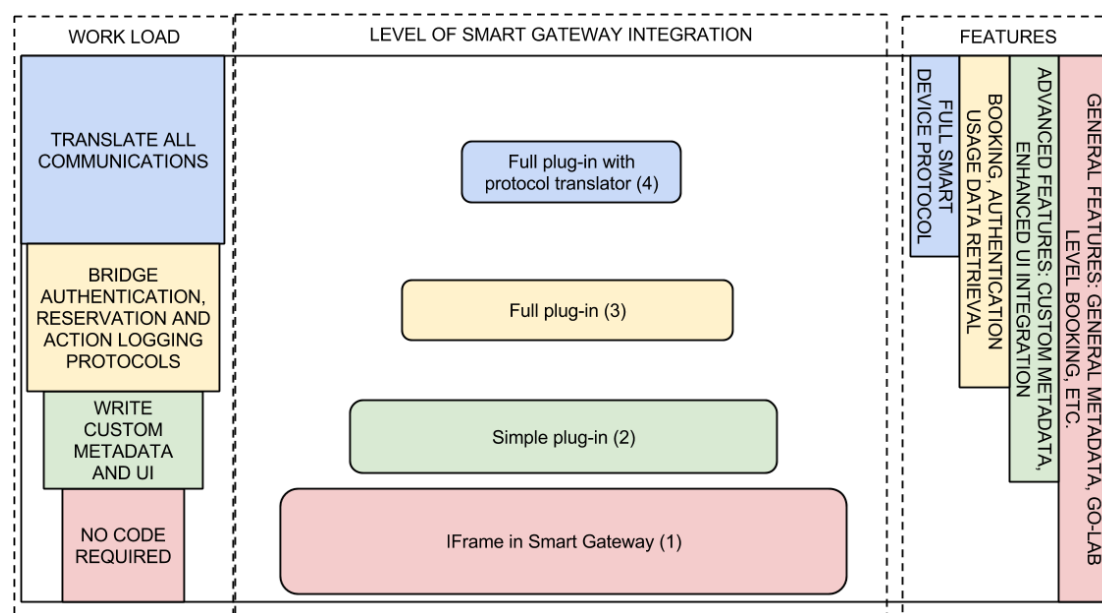 WORK LOAD
LEVEL OF SMART GATEWAY INTEGRATION
FEATURES
TRANSLATE ALL
COMMUNICATIONS
Full plug-in with
protocol translator (4)
FULL SMART
DEVICE PROTOCOL
BOOKING, AUTHENTICATION
USAGE DATA RETRIEVAL
ADVANCED FEATURES: CUSTOM METADATA,
ENHANCED UI INTEGRATION
GENERAL FEATURES: GENERAL METADATA, GO-LAB
LEVEL BOOKING, ETC.
BRIDGE
AUTHENTICATION,
RESERVATION AND
ACTION LOGGING
PROTOCOLS
Full plug-in (3)
WRITE
CUSTOM
METADATA
AND UI
Simple plug-in (2)
NO CODE
REQUIRED
IFrame in Smart Gateway (1)